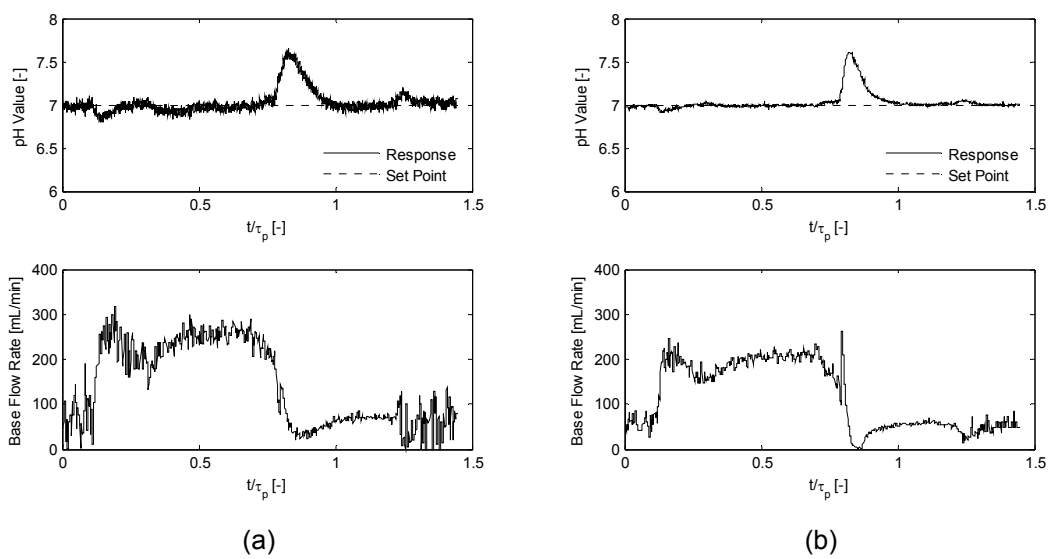 8
7.5
7
6.5
6
pH Value [-]
Response
Set Point
0 0.5 1 1.5
t/τp [-]
400
300
200
100
0
Base Flow Rate [mL/min]
0 0.5 1 1.5
t/τp [-]
(a)
8
7.5
7
6.5
6
pH Value [-]
Response
Set Point
0 0.5 1 1.5
t/τp [-]
400
300
200
100
0
Base Flow Rate [mL/min]
0 0.5 1 1.5
t/τp [-]
(b)